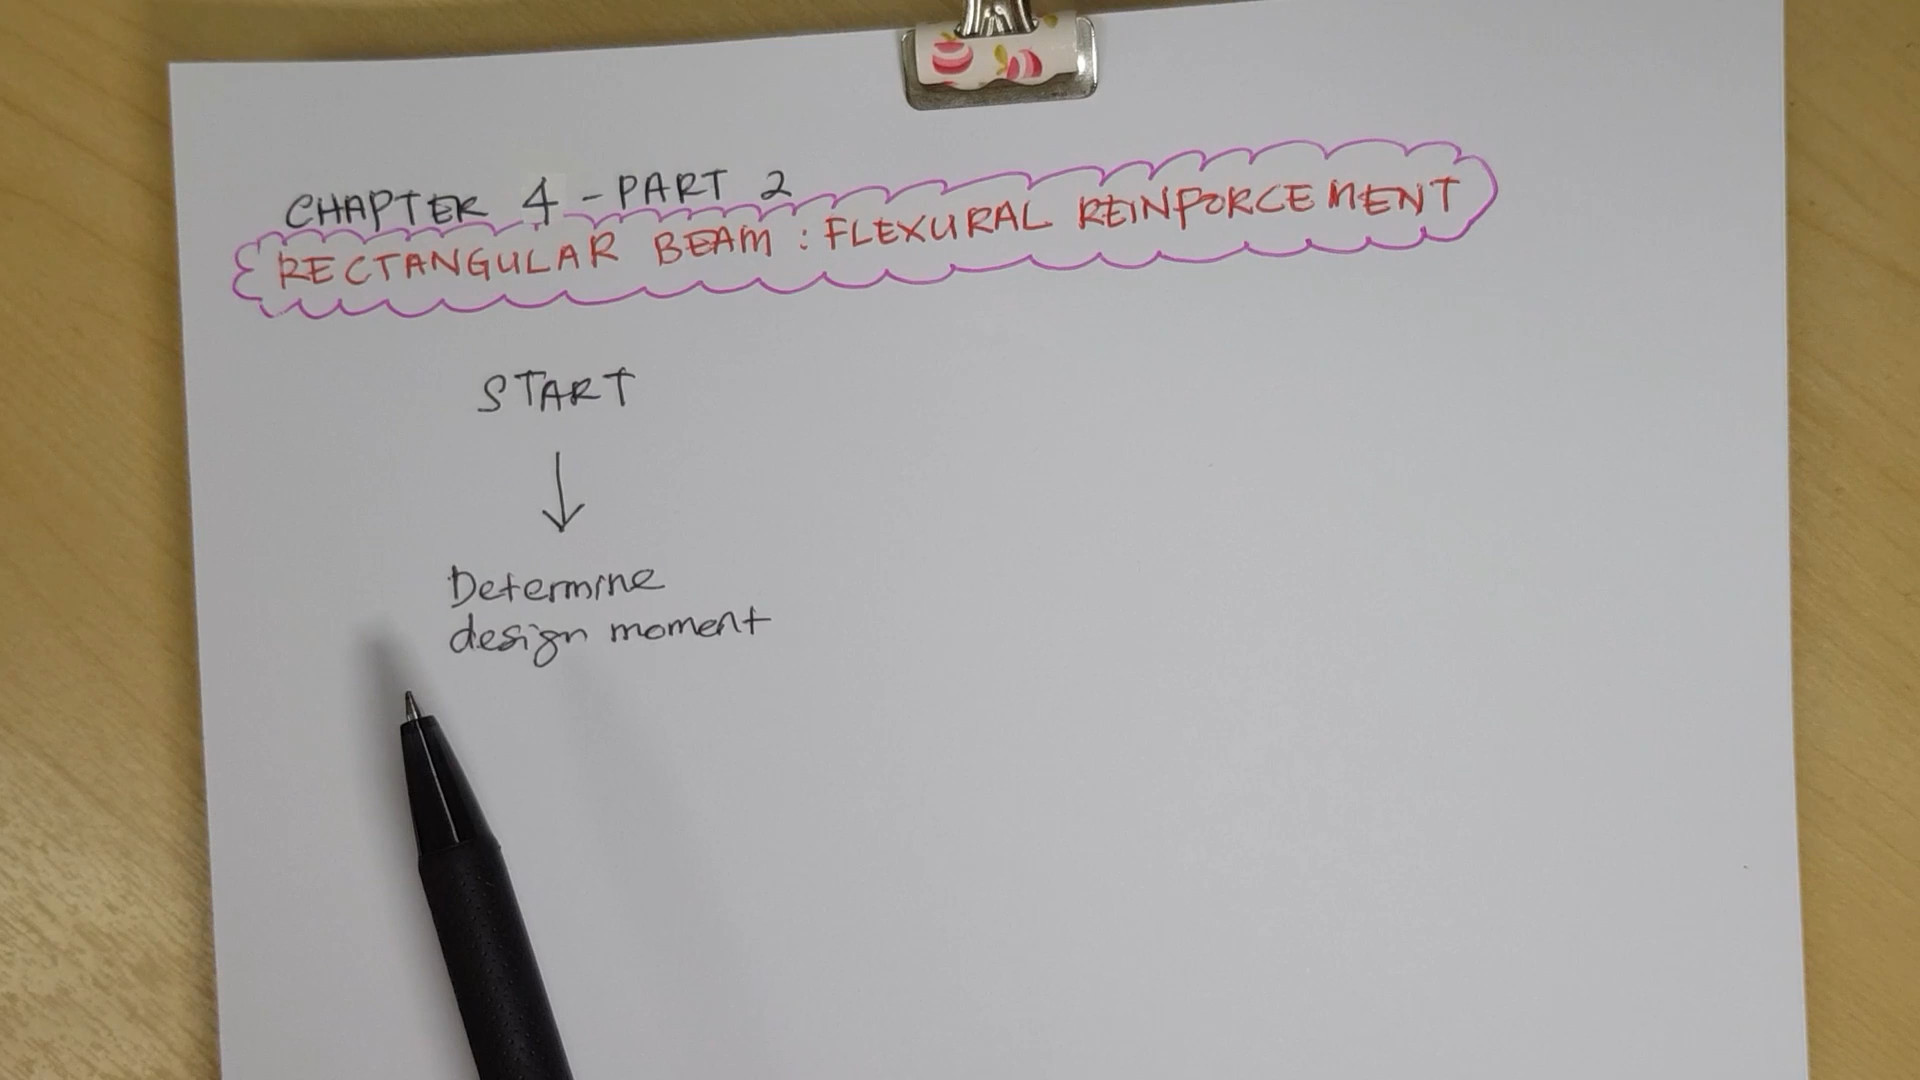 CHAPTER 4 - PART 2
RECTANGULAR BEAM : FLEXURAL REINFORCEMENT
START
Determine
design moment